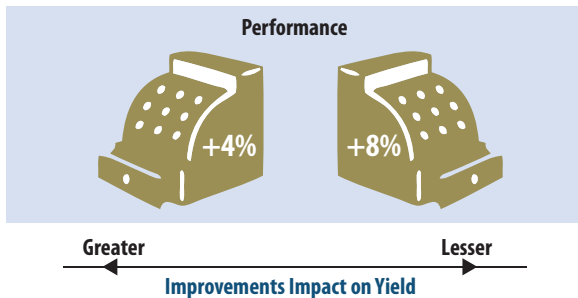 Performance
+4%
+8%
Greater
Lesser
Improvements Impact on Yield